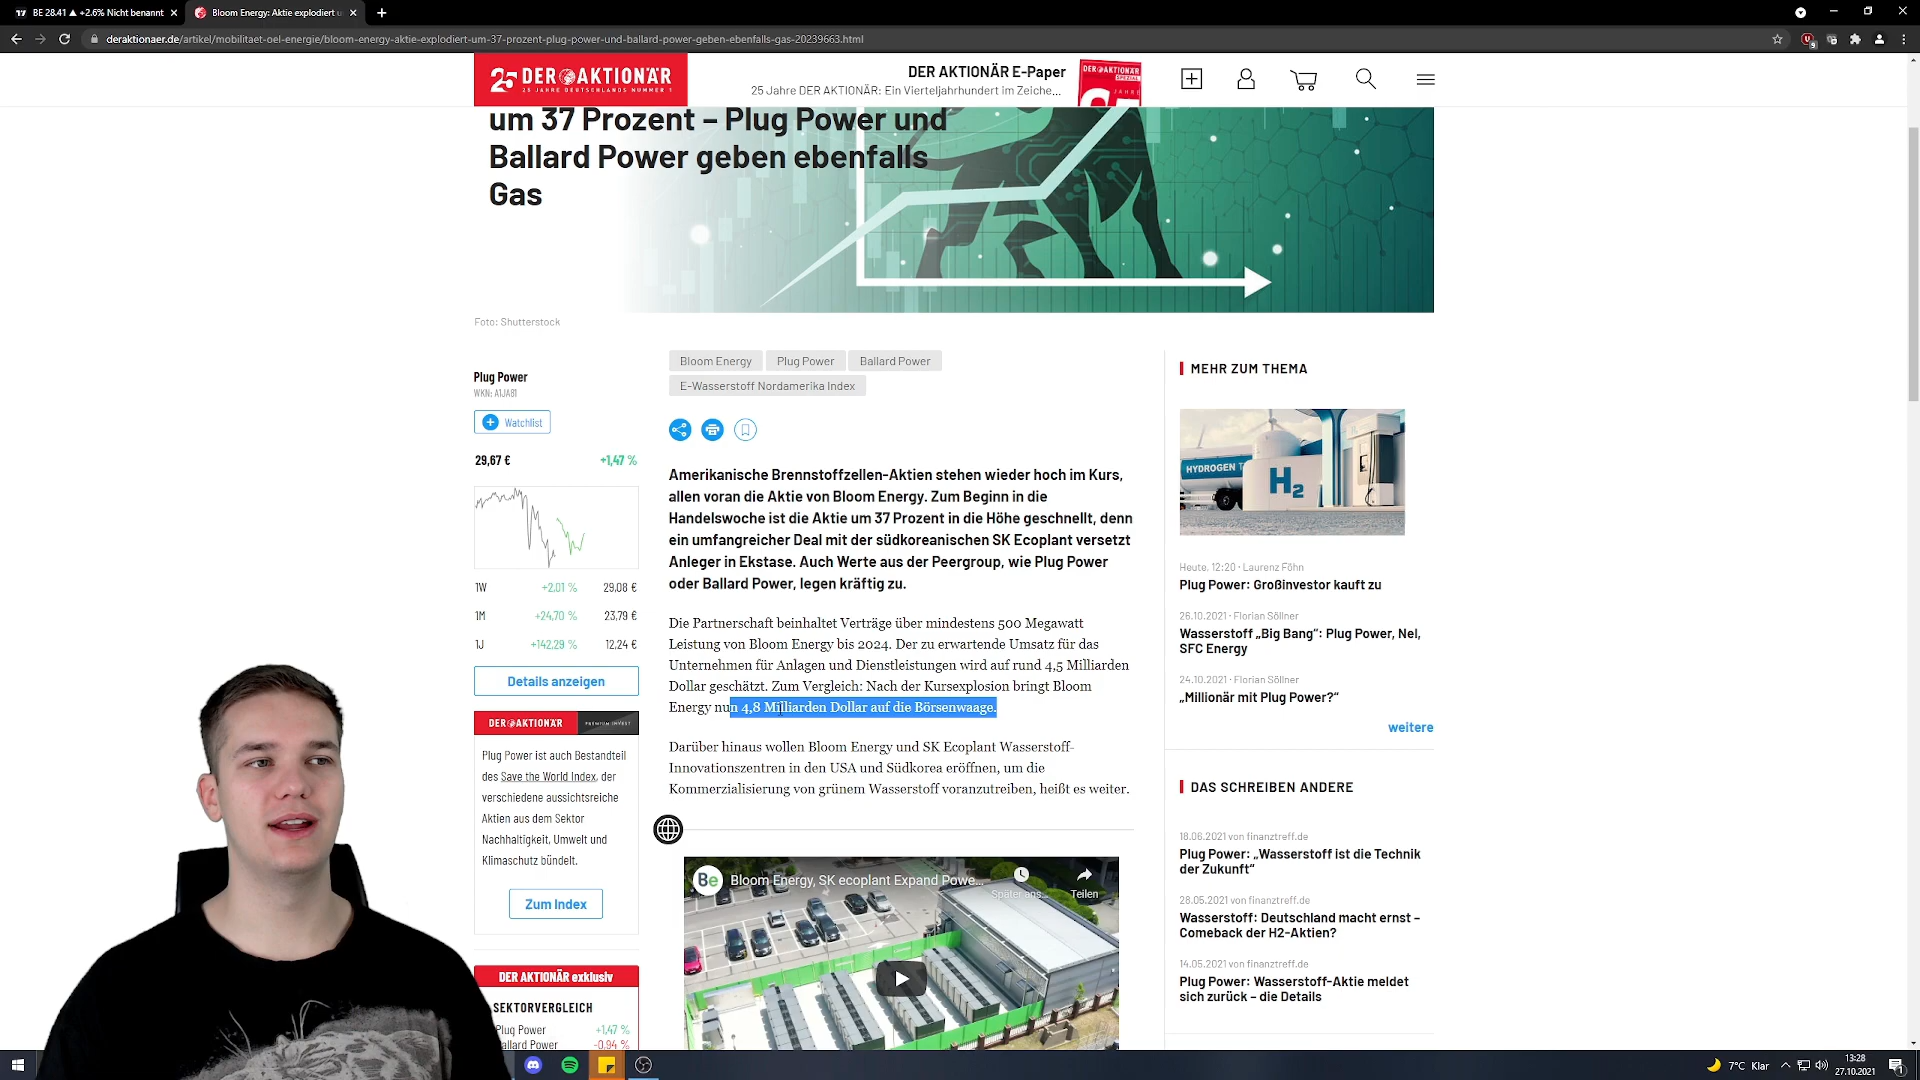 BE 28.41 ▲ +2.6% Nicht benannt
Bloom Energy: Aktie explodiert u
deraktionaer.de/artikel/mobilitaet-oel-energie/bloom-energy-aktie-explodiert-um-37-prozent-plug-power-und-ballard-power-geben-ebenfalls-gas-20239663.html
25 DER AKTIONÄR
25 JAHRE DEUTSCHLANDS NUMMER 1
DER AKTIONÄR E-Paper
25 Jahre DER AKTIONÄR: Ein Vierteljahrhundert im Zeiche...
DER AKTIONÄR
SPEZIAL
um 37 Prozent – Plug Power und
Ballard Power geben ebenfalls
Gas
Foto: Shutterstock
Plug Power
WKN: A1JA81
Watchlist
29,67 € +1,47 %
1W +2,01 % 29,08 €
1M +24,70 % 23,79 €
1J +142,29 % 12,24 €
Details anzeigen
DER AKTIONÄR PREMIUM INVEST
Plug Power ist auch Bestandteil
des Save the World Index, der
verschiedene aussichtsreiche
Aktien aus dem Sektor
Nachhaltigkeit, Umwelt und
Klimaschutz bündelt.
Zum Index
DER AKTIONÄR exklusiv
SEKTORVERGLEICH
Plug Power +1,47 %
allard Power -0,94 %
Bloom Energy Plug Power Ballard Power
E-Wasserstoff Nordamerika Index
Amerikanische Brennstoffzellen-Aktien stehen wieder hoch im Kurs,
allen voran die Aktie von Bloom Energy. Zum Beginn in die
Handelswoche ist die Aktie um 37 Prozent in die Höhe geschnellt, denn
ein umfangreicher Deal mit der südkoreanischen SK Ecoplant versetzt
Anleger in Ekstase. Auch Werte aus der Peergroup, wie Plug Power
oder Ballard Power, legen kräftig zu.
Die Partnerschaft beinhaltet Verträge über mindestens 500 Megawatt
Leistung von Bloom Energy bis 2024. Der zu erwartende Umsatz für das
Unternehmen für Anlagen und Dienstleistungen wird auf rund 4,5 Milliarden
Dollar geschätzt. Zum Vergleich: Nach der Kursexplosion bringt Bloom
Energy nun 4,8 Milliarden Dollar auf die Börsenwaage.
Darüber hinaus wollen Bloom Energy und SK Ecoplant Wasserstoff-
Innovationszentren in den USA und Südkorea eröffnen, um die
Kommerzialisierung von grünem Wasserstoff voranzutreiben, heißt es weiter.
Be Bloom Energy, SK ecoplant Expand Powe...
Später ans... Teilen
MEHR ZUM THEMA
HYDROGEN
H2
Heute, 12:20 · Laurenz Föhn
Plug Power: Großinvestor kauft zu
26.10.2021 · Florian Söllner
Wasserstoff „Big Bang“: Plug Power, Nel,
SFC Energy
24.10.2021 · Florian Söllner
„Millionär mit Plug Power?“
weitere
DAS SCHREIBEN ANDERE
18.06.2021 von finanztreff.de
Plug Power: „Wasserstoff ist die Technik
der Zukunft“
28.05.2021 von finanztreff.de
Wasserstoff: Deutschland macht ernst –
Comeback der H2-Aktien?
14.05.2021 von finanztreff.de
Plug Power: Wasserstoff-Aktie meldet
sich zurück – die Details
7°C Klar
13:28
27.10.2021